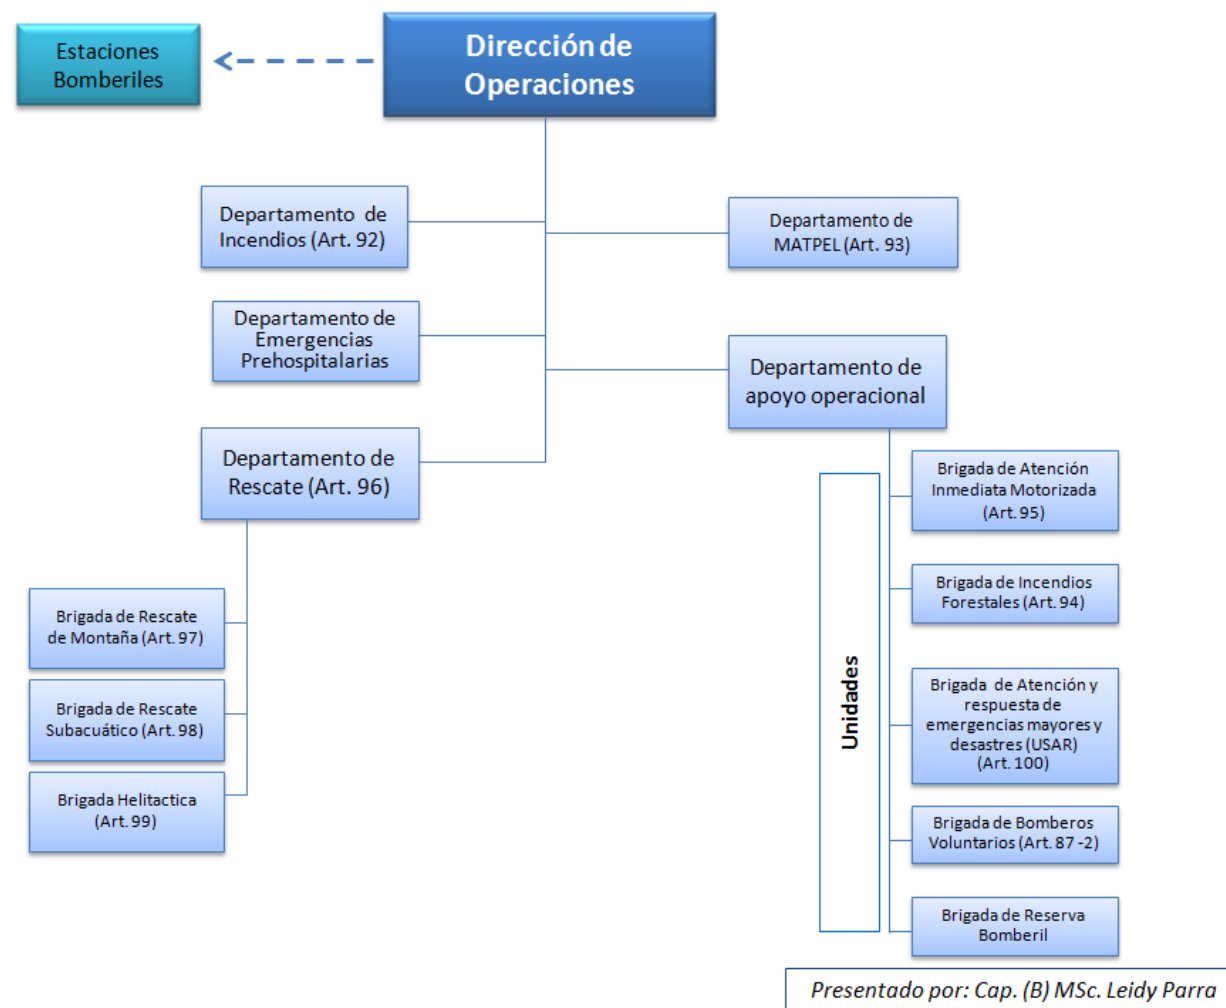 Estaciones
Bomberiles
Dirección de
Operaciones
Departamento de
Incendios (Art. 92)
Departamento de
MATPEL (Art. 93)
Departamento de
Emergencias
Prehospitalarias
Departamento de
apoyo operacional
Departamento de
Rescate (Art. 96)
Brigada de Rescate
de Montaña (Art. 97)
Brigada de Rescate
Subacuático (Art. 98)
Brigada Helitactica
(Art. 99)
Unidades
Brigada de Atención
Inmediata Motorizada
(Art. 95)
Brigada de Incendios
Forestales (Art. 94)
Brigada de Atención y
respuesta de
emergencias mayores y
desastres (USAR)
(Art. 100)
Brigada de Bomberos
Voluntarios (Art. 87 -2)
Brigada de Reserva
Bomberil
Presentado por: Cap. (B) MSc. Leidy Parra